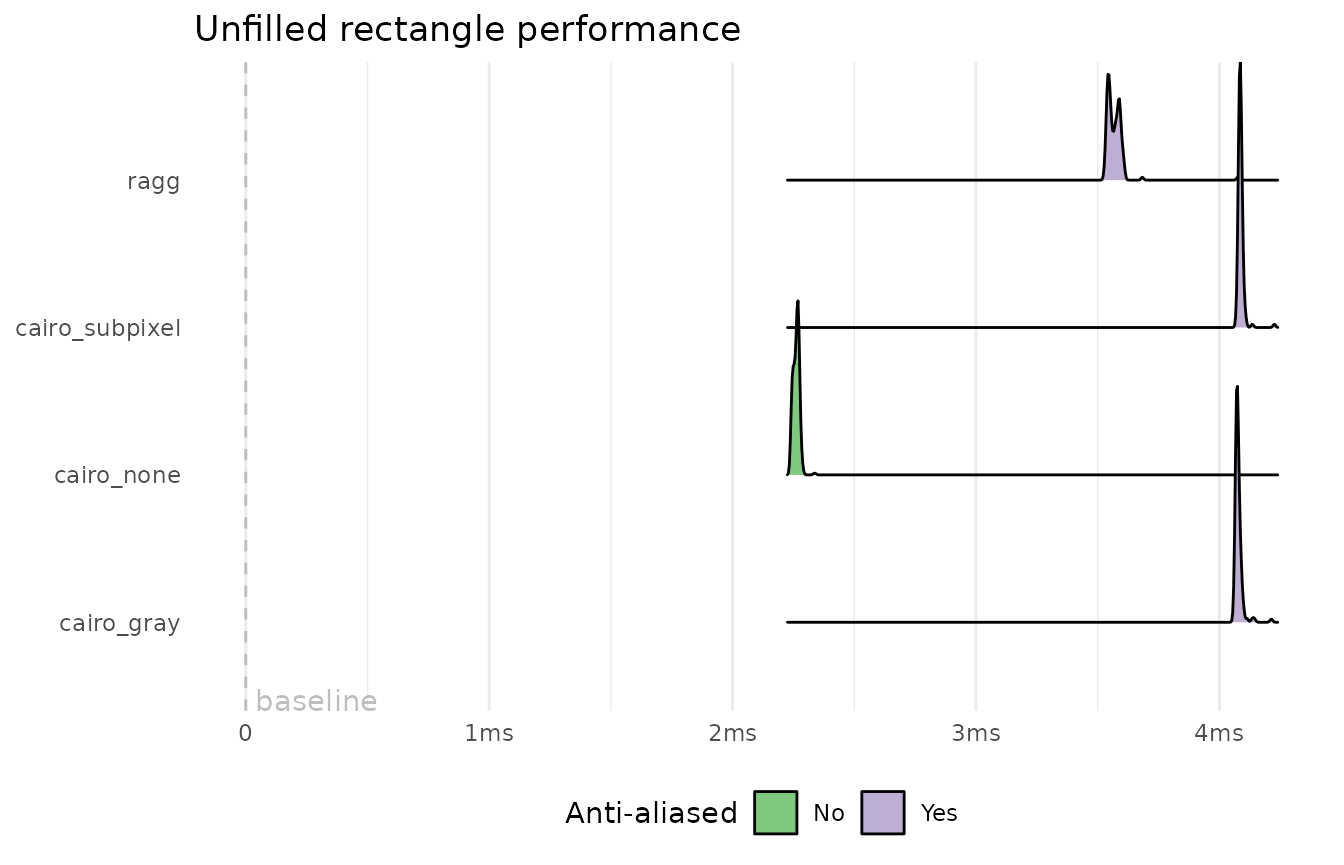 Unfilled rectangle performance
ragg
cairo_subpixel
cairo_none
cairo_gray
baseline
0 1ms 2ms 3ms 4ms
Anti-aliased No Yes